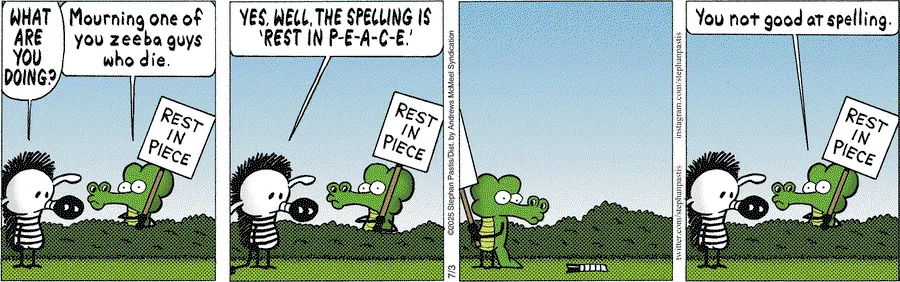 WHAT
ARE
YOU
DOING?
Mourning one of
you zeeba guys
who die.
REST
IN
PIECE
YES, WELL, THE SPELLING IS
'REST IN P-E-A-C-E.'
REST
IN
PIECE
©2025 Stephan Pastis/Dist. by Andrews McMeel Syndication
7/3
twitter.com/stephanpastis
instagram.com/stephanpastis
You not good at spelling.
REST
IN
PIECE